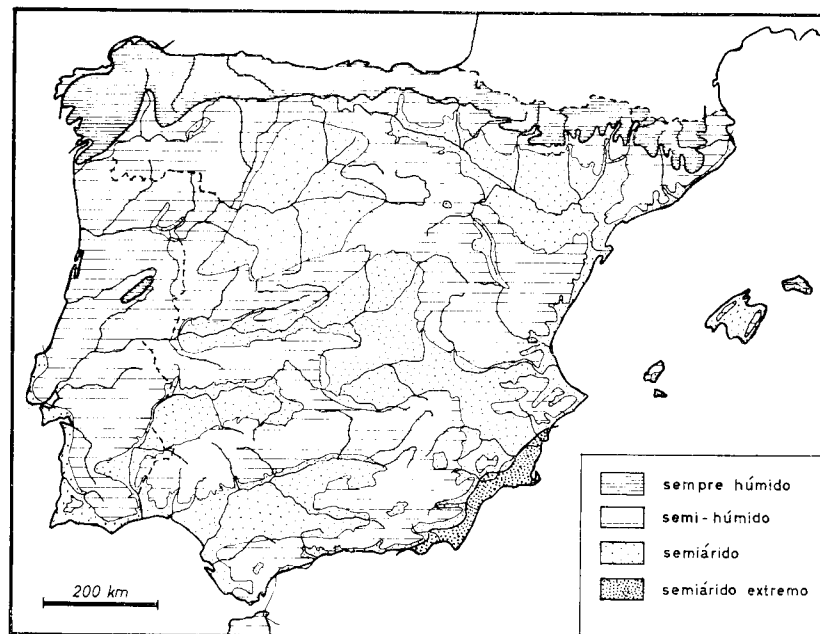 sempre húmido
semi-húmido
semiárido
semiárido extremo
200 km